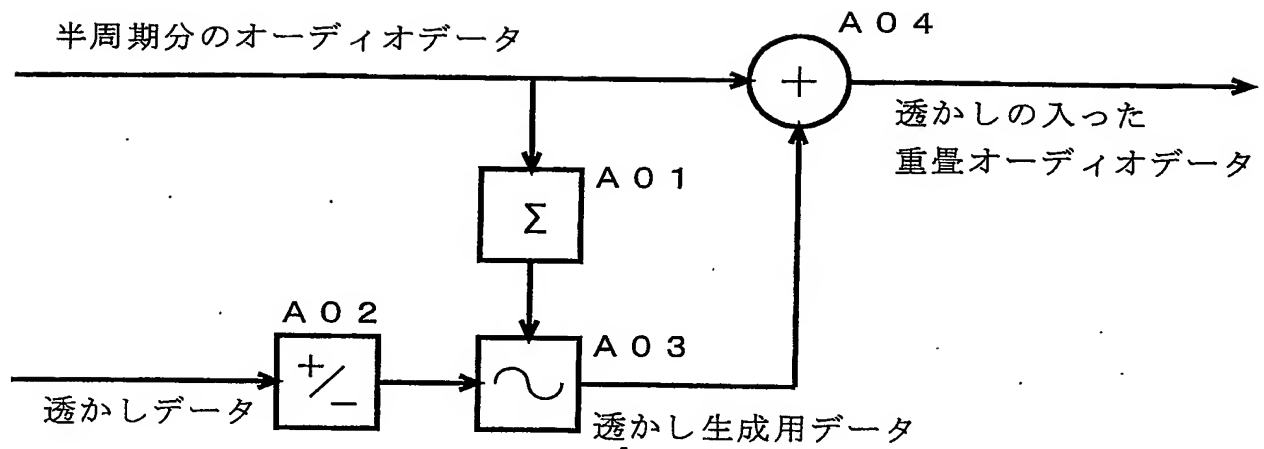 半周期分のオーディオデータ
A04
+
透かしの入った
重畳オーディオデータ
A01
Σ
A02
+/−
A03
透かしデータ
透かし生成用データ